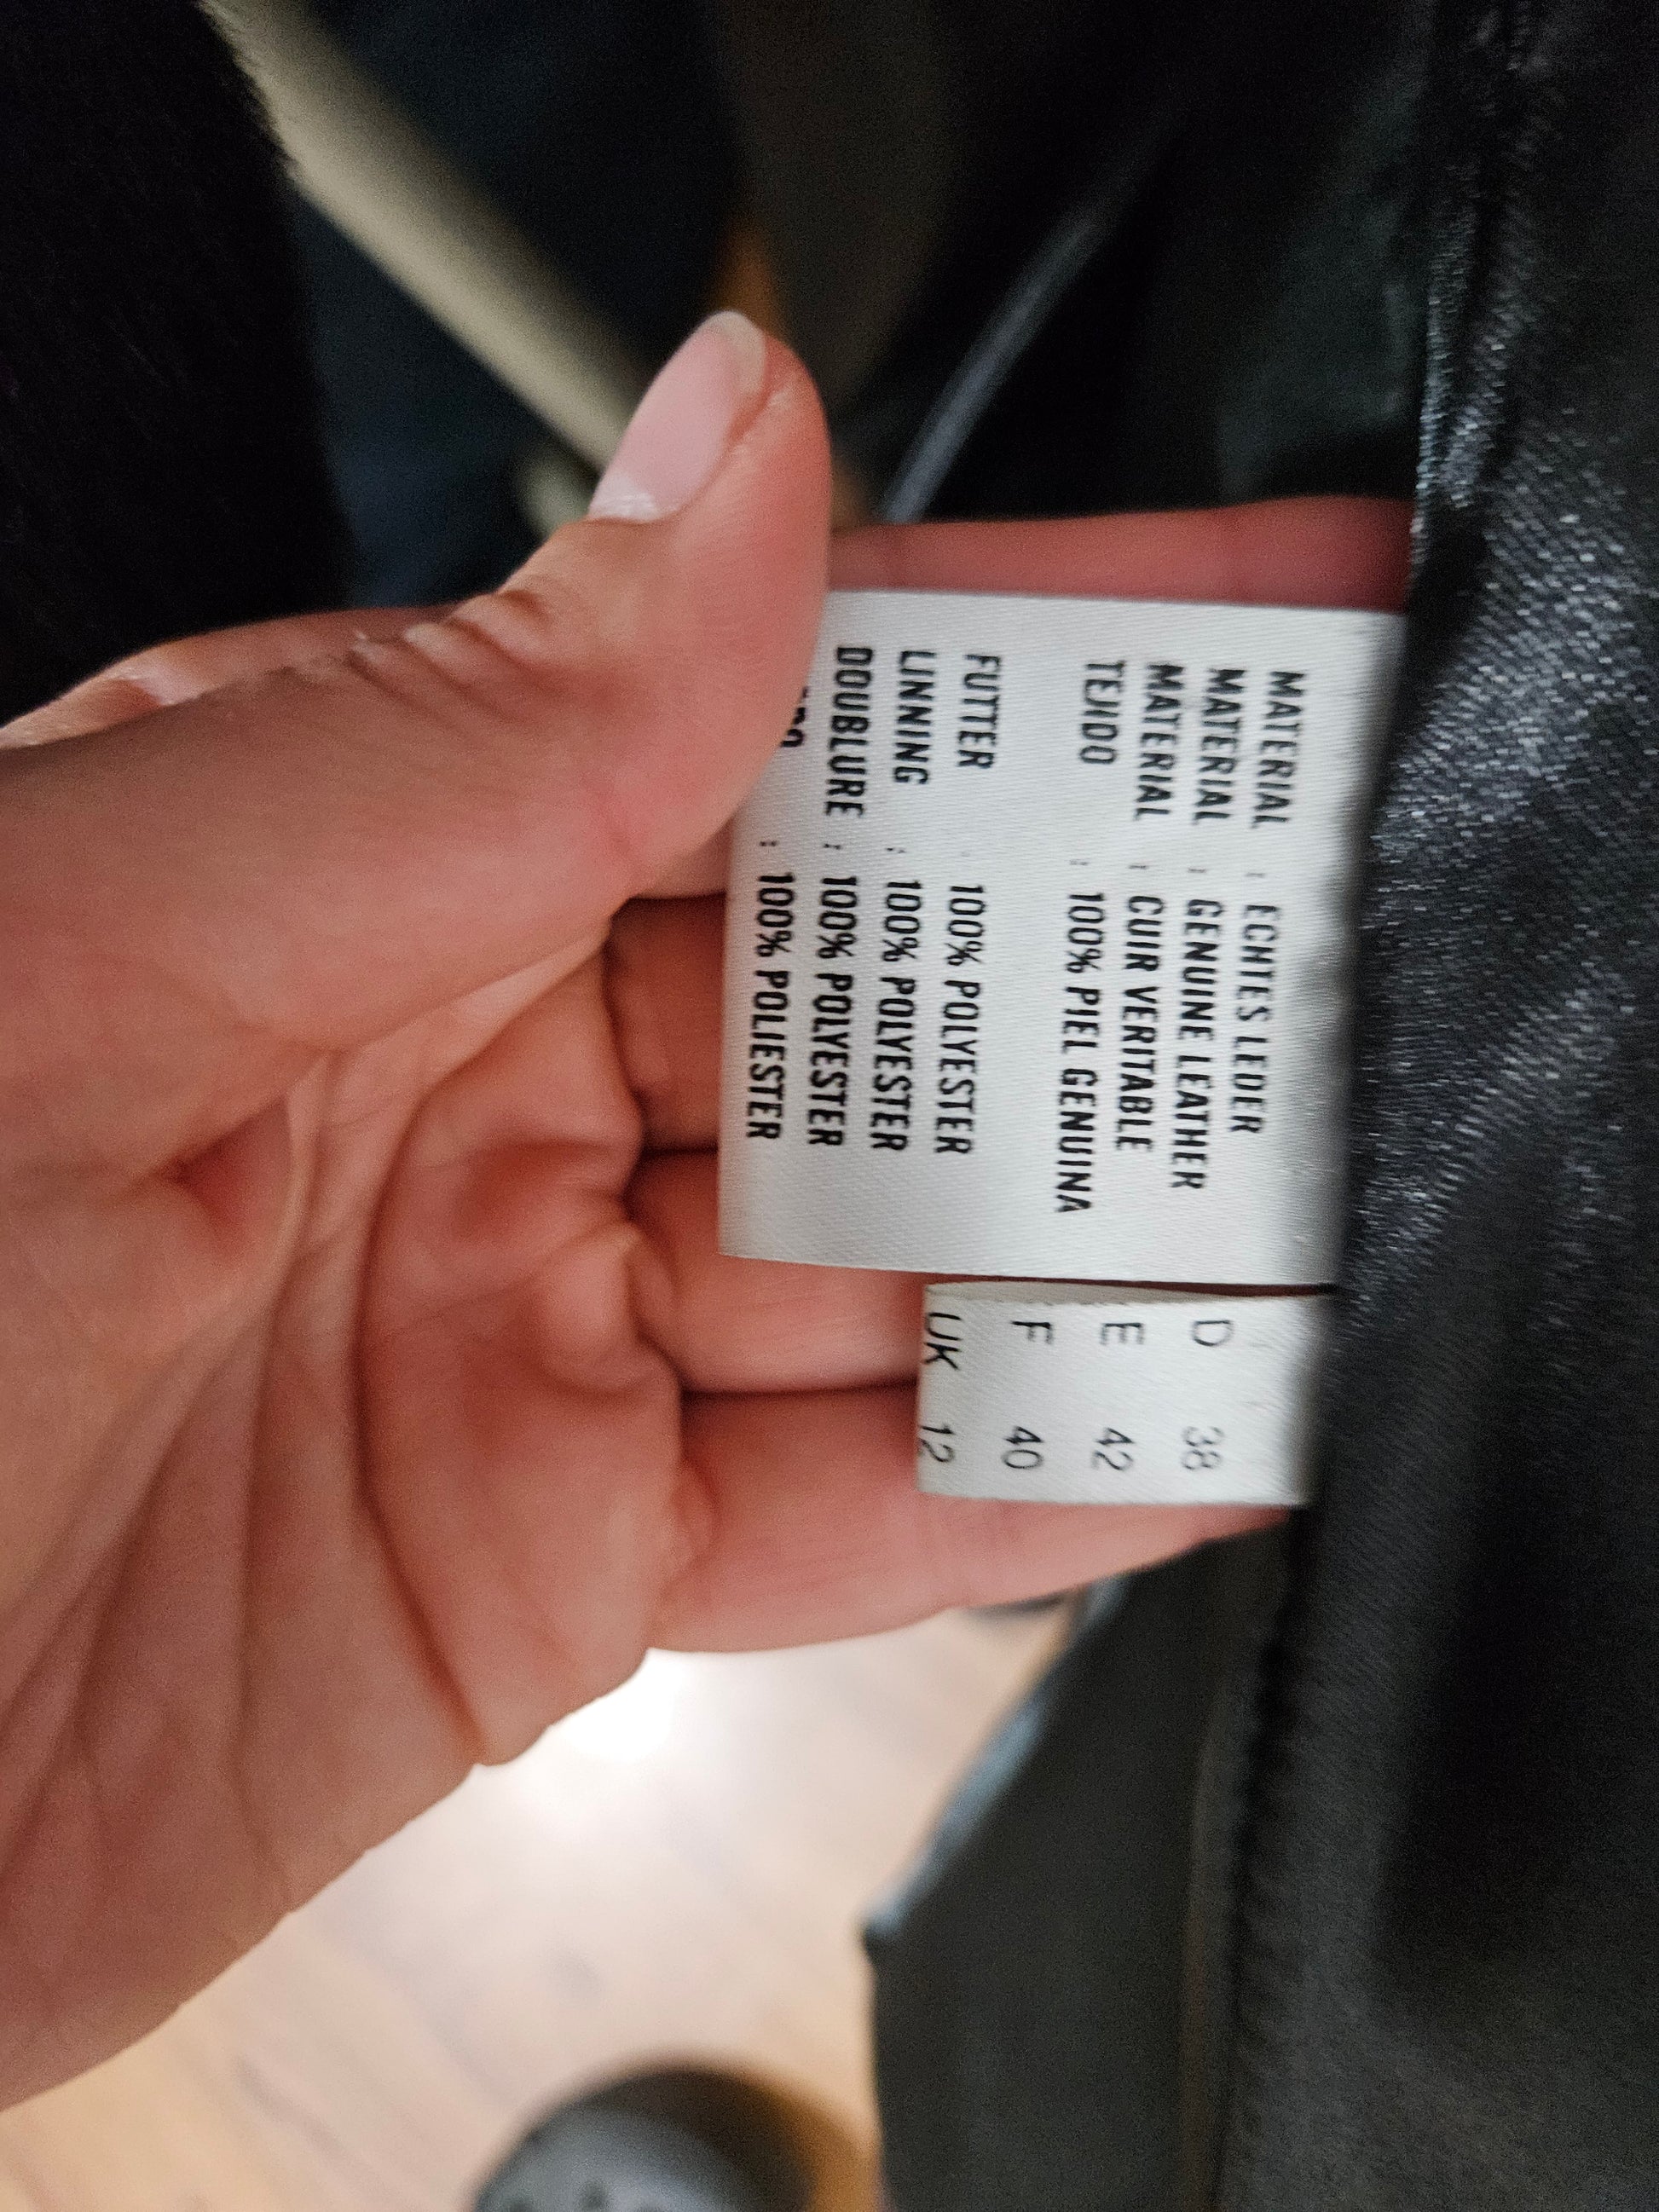 MATERIAL : ECHTES LEDER
MATERIAL : GENUINE LEATHER
MATERIAL : CUIR VERITABLE
TEJIDO : 100% PIEL GENUINA
FUTTER : 100% POLYESTER
LINNING : 100% POLYESTER
DOUBLURE : 100% POLYESTER
: 100% POLIESTER
D 38
E 42
F 40
UK 12